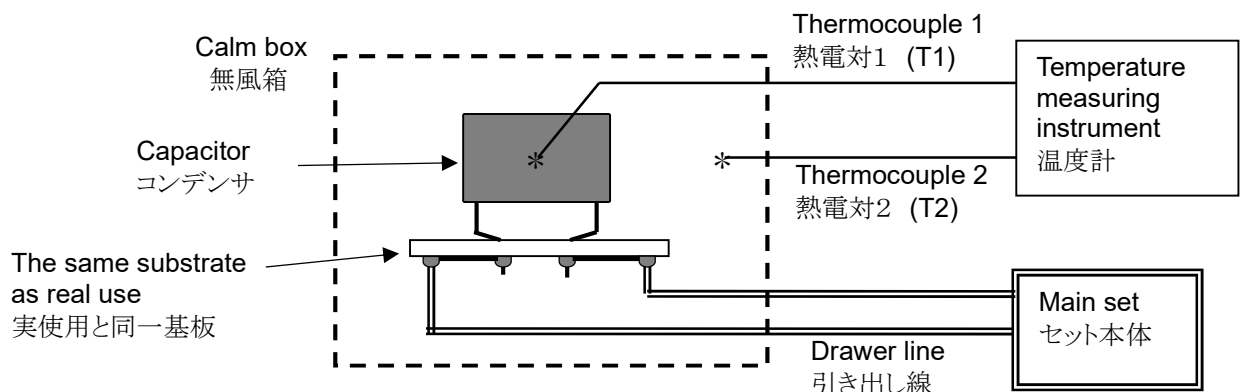 Calm box
無風箱
Thermocouple 1
熱電対1 (T1)
Temperature
measuring
instrument
温度計
Capacitor
コンデンサ
*
*
Thermocouple 2
熱電対2 (T2)
The same substrate
as real use
実使用と同一基板
Main set
セット本体
Drawer line
引き出し線